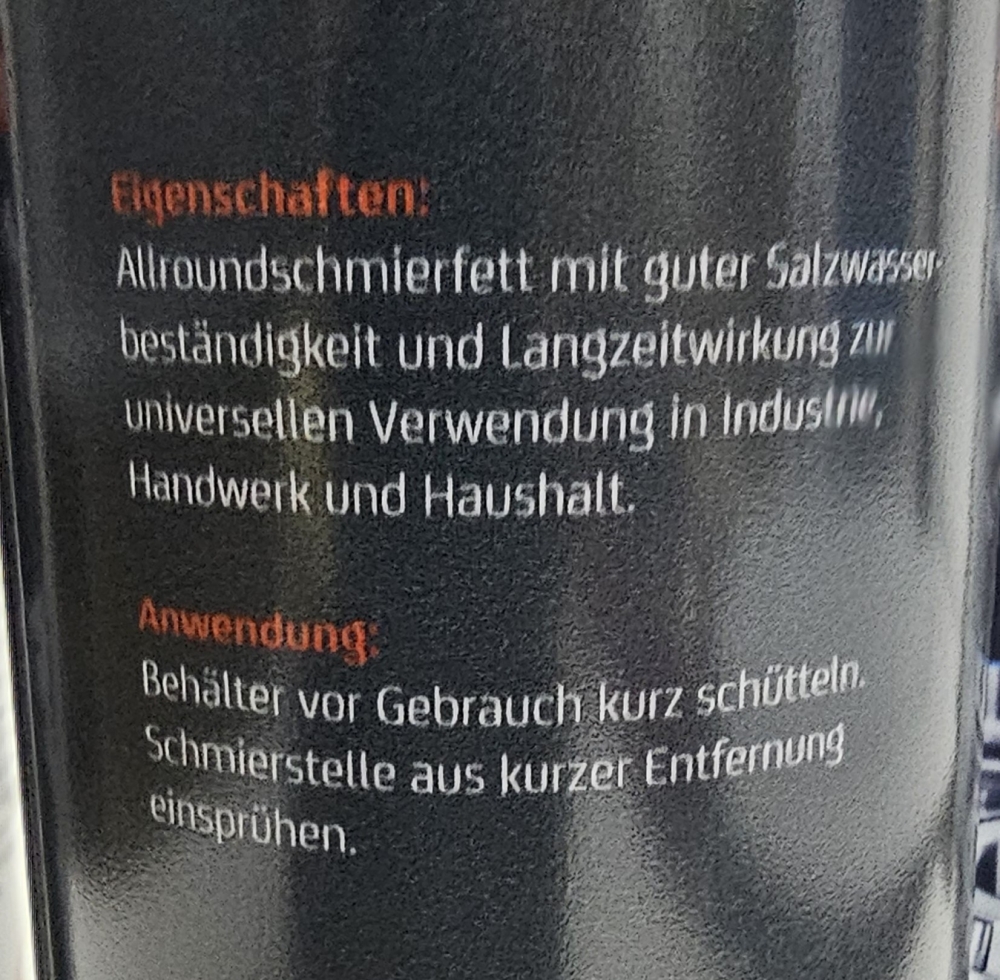 Eigenschaften:
Allroundschmierfett mit guter Salzwasser-
beständigkeit und Langzeitwirkung zur
universellen Verwendung in Industrie,
Handwerk und Haushalt.
Anwendung:
Behälter vor Gebrauch kurz schütteln.
Schmierstelle aus kurzer Entfernung
einsprühen.